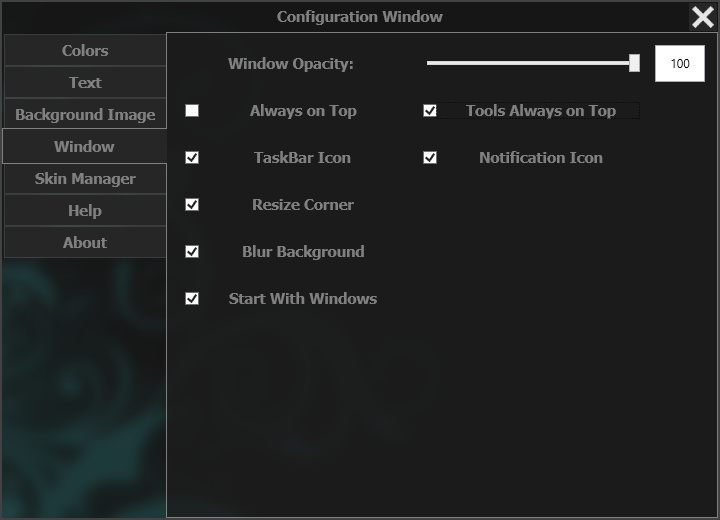 Configuration Window
Colors
Text
Background Image
Window
Skin Manager
Help
About
Window Opacity: 100
Always on Top Tools Always on Top
TaskBar Icon Notification Icon
Resize Corner
Blur Background
Start With Windows